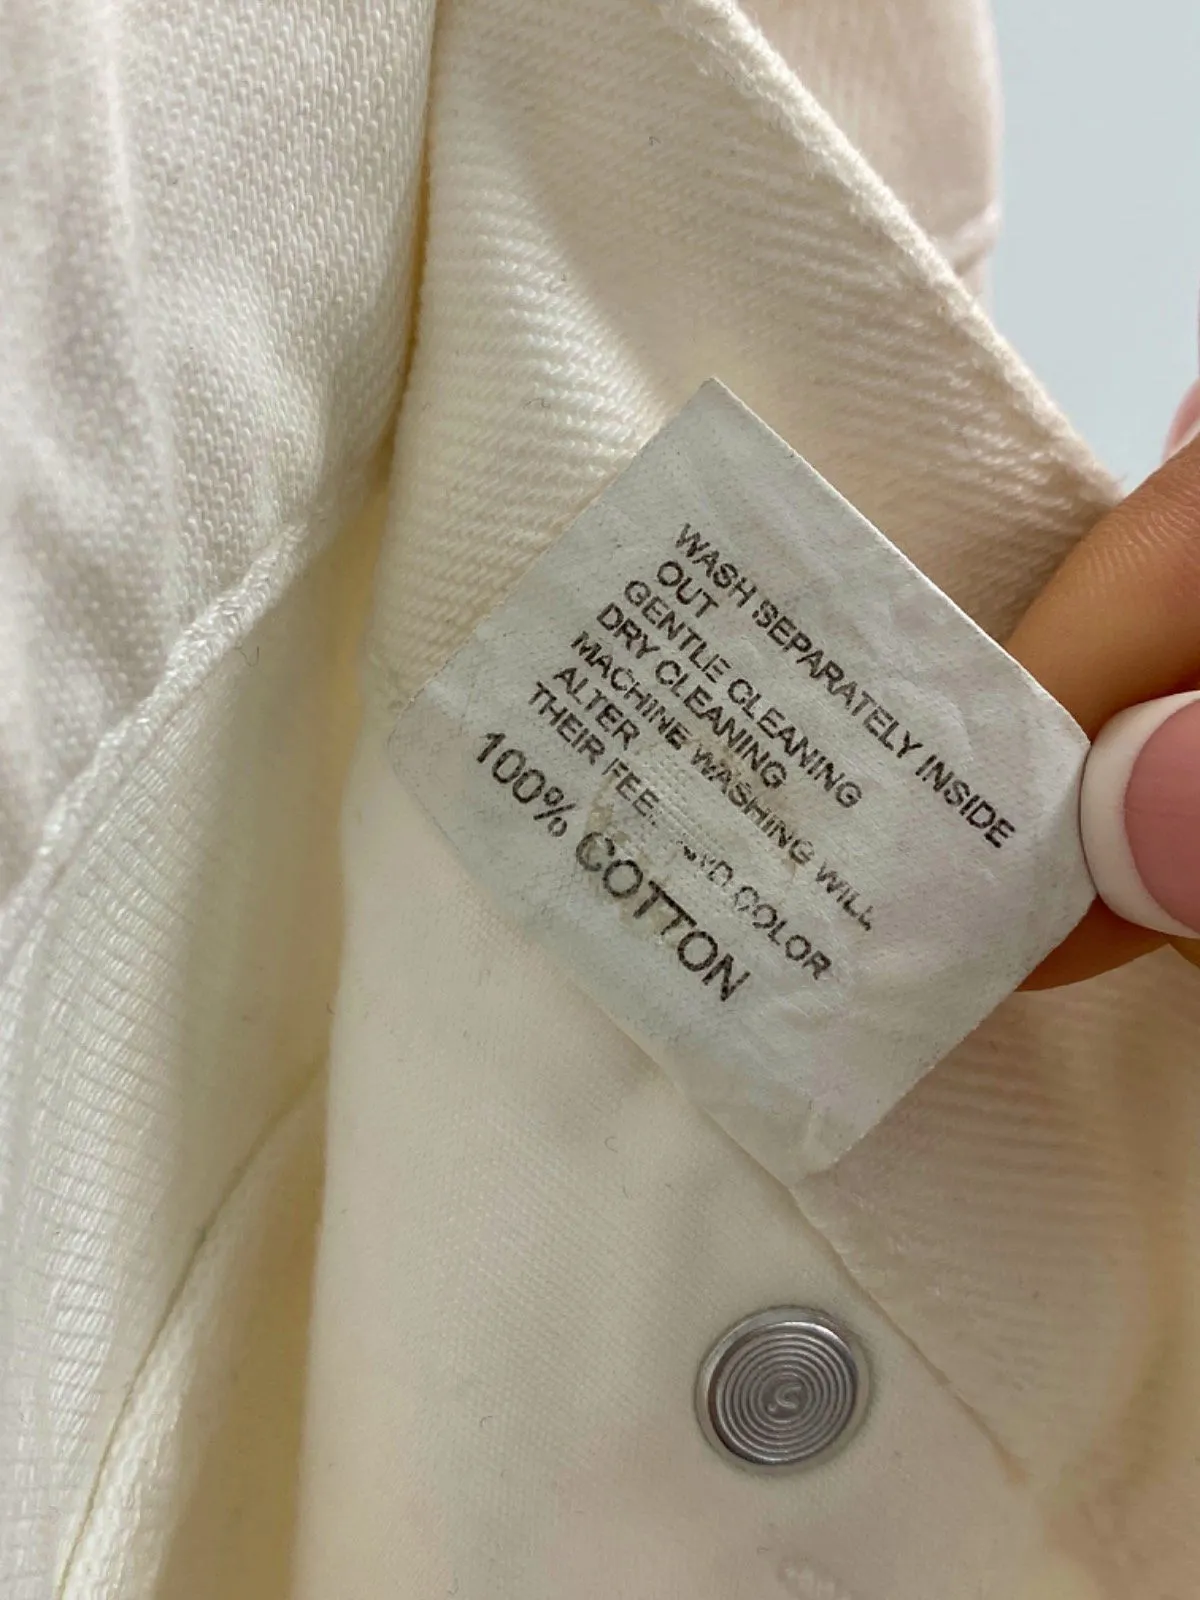 WASH SEPARATELY INSIDE
OUT
GENTLE CLEANING
DRY CLEANING
MACHINE WASHING WILL
ALTER
THEIR COLOR
100% COTTON